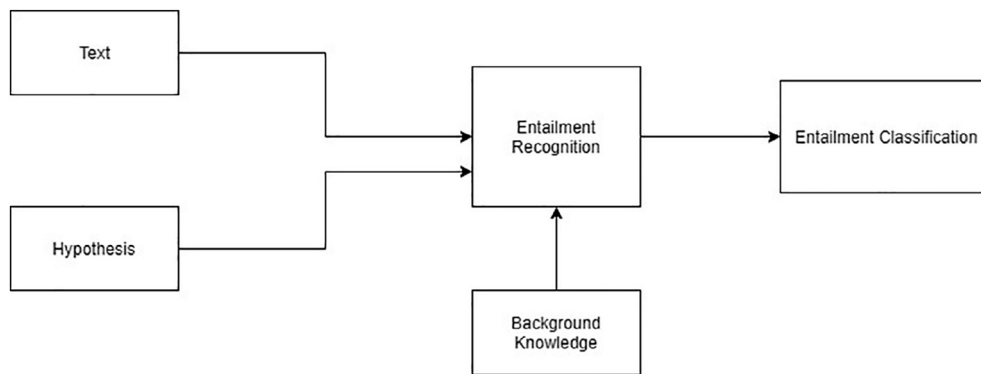 Text
Entailment
Recognition
Entailment Classification
Hypothesis
Background
Knowledge